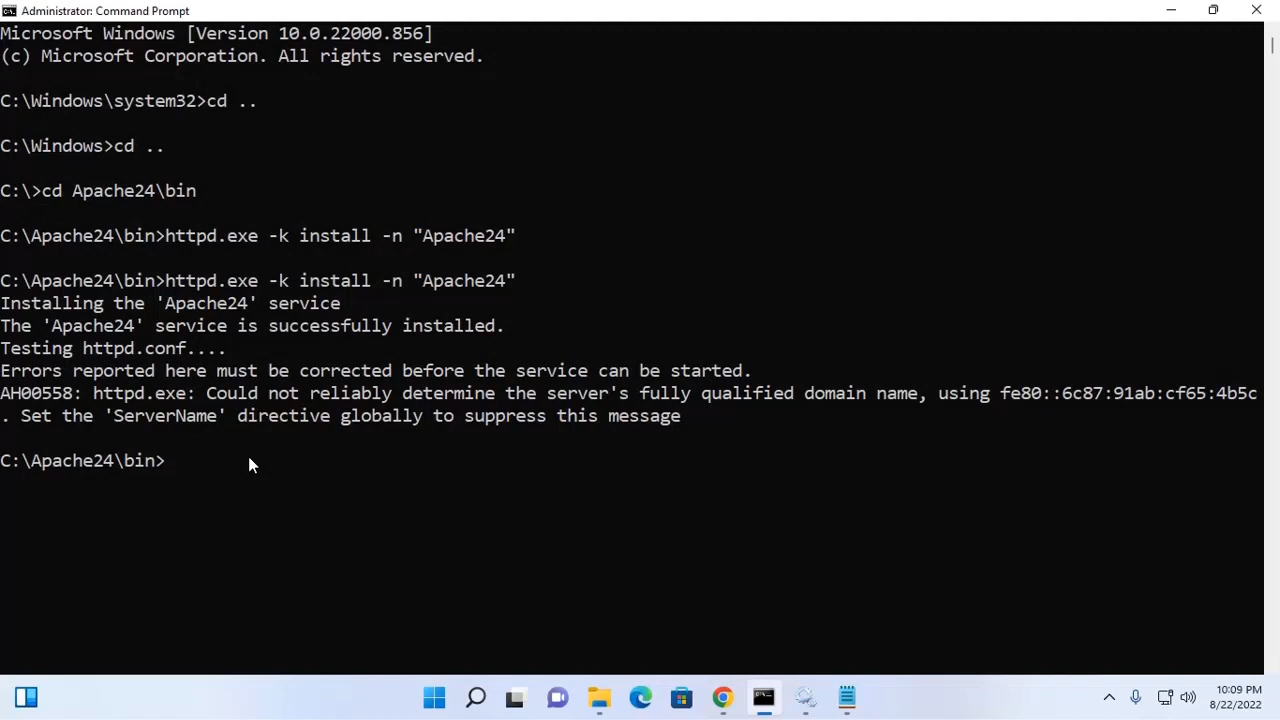 Administrator: Command Prompt
Microsoft Windows [Version 10.0.22000.856]
(c) Microsoft Corporation. All rights reserved.
C:\Windows\system32>cd ..
C:\Windows>cd ..
C:\>cd Apache24\bin
C:\Apache24\bin>httpd.exe -k install -n "Apache24"
C:\Apache24\bin>httpd.exe -k install -n "Apache24"
Installing the 'Apache24' service
The 'Apache24' service is successfully installed.
Testing httpd.conf....
Errors reported here must be corrected before the service can be started.
AH00558: httpd.exe: Could not reliably determine the server's fully qualified domain name, using fe80::6c87:91ab:cf65:4b5c
. Set the 'ServerName' directive globally to suppress this message
C:\Apache24\bin>
10:09 PM
8/22/2022